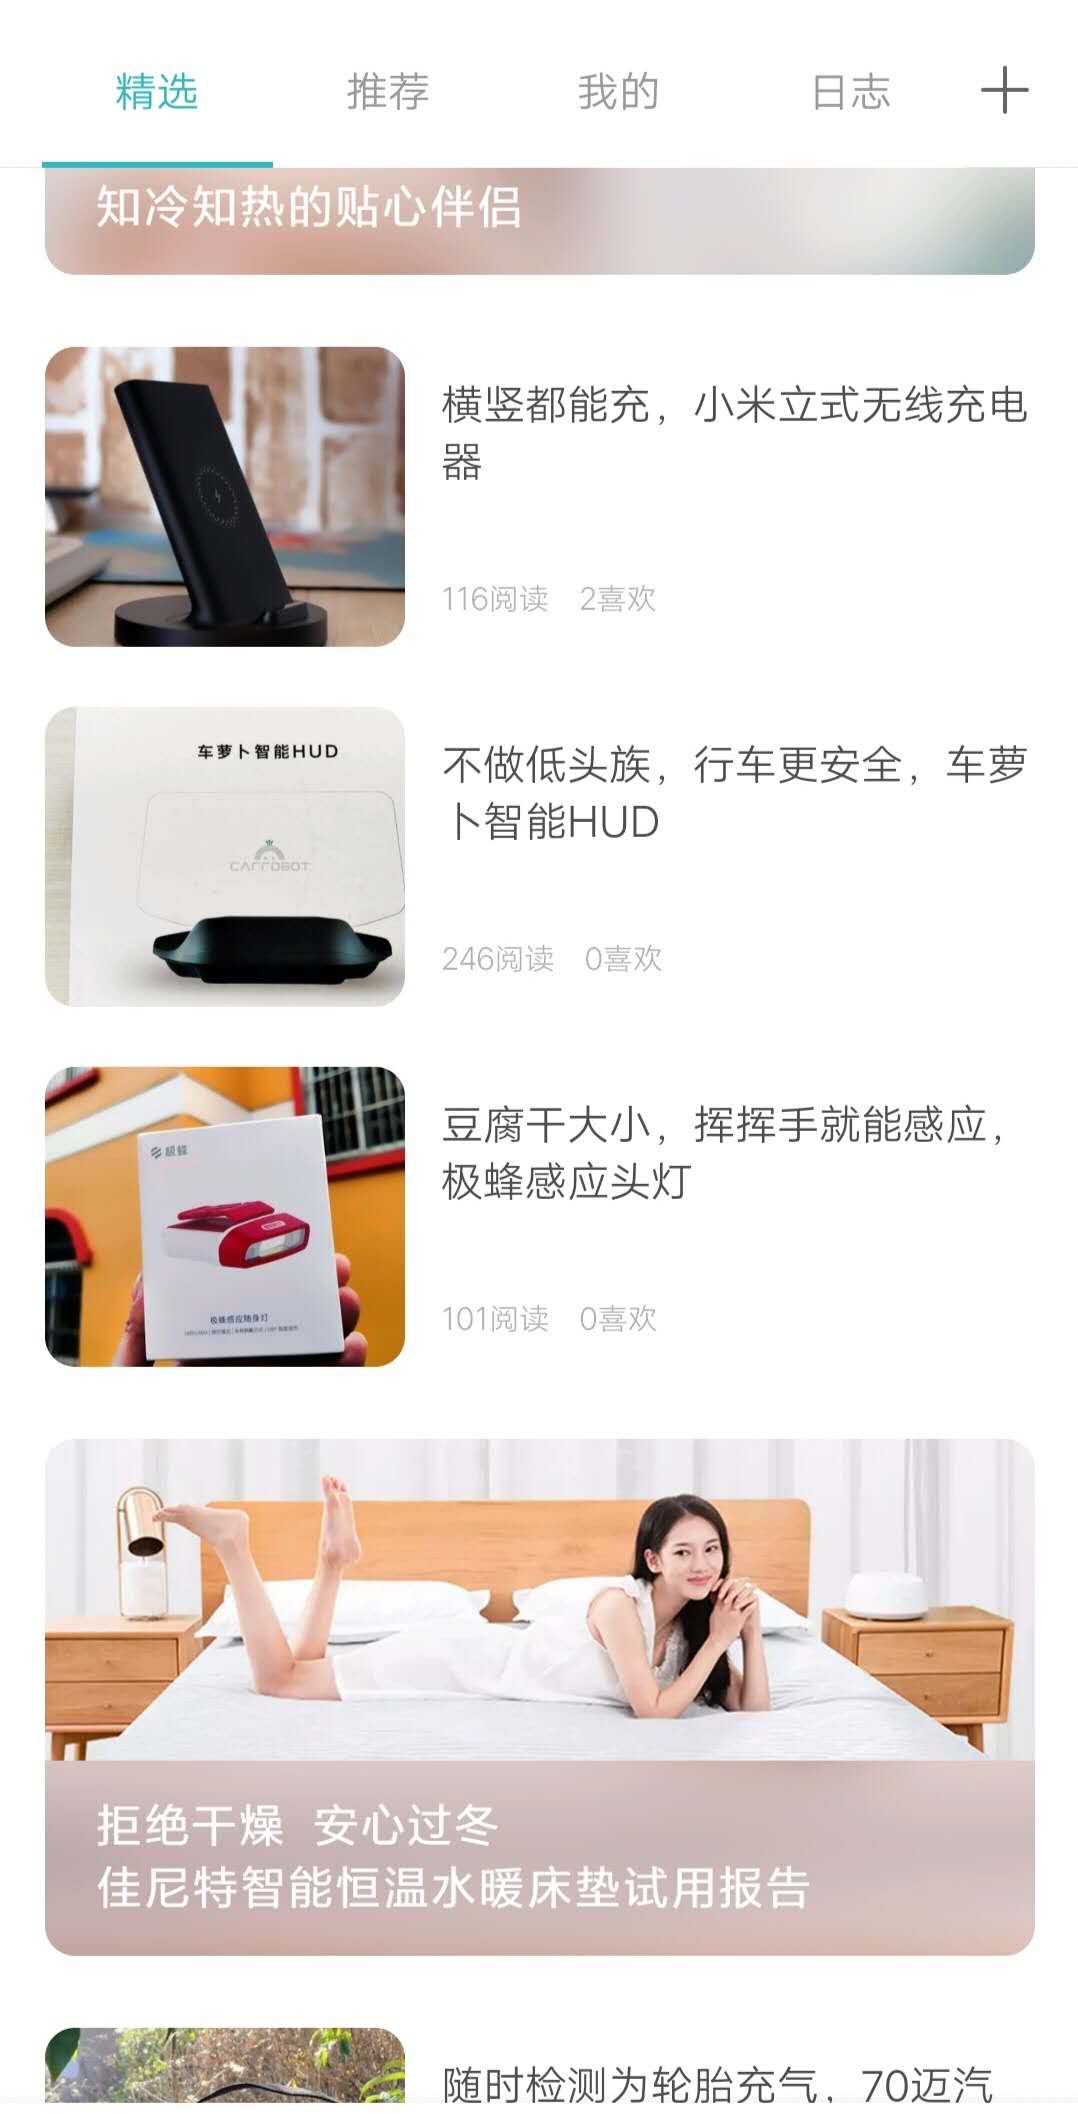 精选 推荐 我的 日志
知冷知热的贴心伴侣
横竖都能充，小米立式无线充电
器
116阅读 2喜欢
车萝卜智能HUD
CARROBOT
不做低头族，行车更安全，车萝
卜智能HUD
246阅读 0喜欢
极蜂
极蜂感应随身灯
豆腐干大小，挥挥手就能感应，
极蜂感应头灯
101阅读 0喜欢
拒绝干燥 安心过冬
佳尼特智能恒温水暖床垫试用报告
随时检测为轮胎充气，70迈汽